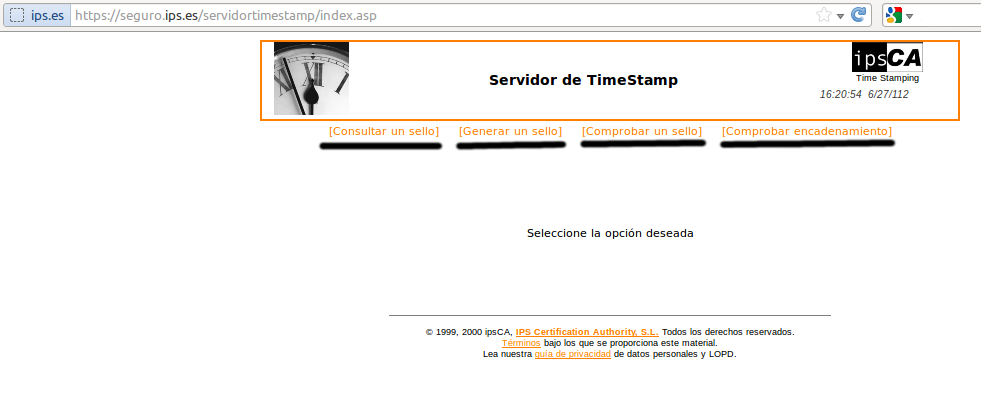 ips.es https://seguro.ips.es/servidortimestamp/index.asp
Servidor de TimeStamp
ipsCA
Time Stamping
16:20:54 6/27/112
[Consultar un sello] [Generar un sello] [Comprobar un sello] [Comprobar encadenamiento]
Seleccione la opción deseada
© 1999, 2000 ipsCA, IPS Certification Authority, S.L. Todos los derechos reservados.
Términos bajo los que se proporciona este material.
Lea nuestra guía de privacidad de datos personales y LOPD.